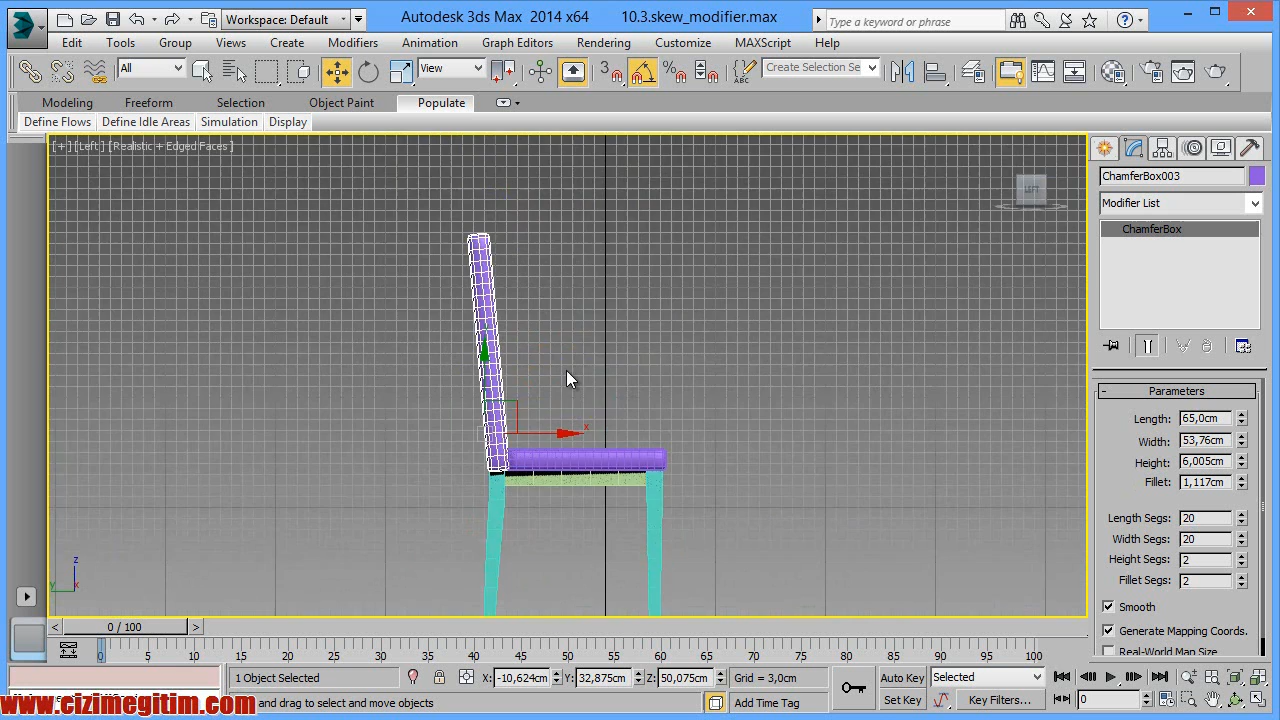 Workspace: Default
Autodesk 3ds Max 2014 x64 10.3.skew_modifier.max
Type a keyword or phrase
Edit Tools Group Views Create Modifiers Animation Graph Editors Rendering Customize MAXScript Help
All View 3 Create Selection Se
ABC
Modeling Freeform Selection Object Paint Populate
Define Flows Define Idle Areas Simulation Display
[+] [Left] [Realistic + Edged Faces]
LEFT
ChamferBox003
Modifier List
ChamferBox
Parameters
Length: 65,0cm
Width: 53,76cm
Height: 6,005cm
Fillet: 1,117cm
Length Segs: 20
Width Segs: 20
Height Segs: 2
Fillet Segs: 2
Smooth
Generate Mapping Coords.
Real-World Map Size
x
z
y x
< 0 / 100 >
0 5 10 15 20 25 30 35 40 45 50 55 60 65 70 75 80 85 90 95 100
1 Object Selected X: -10,624cm Y: 32,875cm Z: 50,075cm Grid = 3,0cm Auto Key Selected
www.cizimegitim.com
and drag to select and move objects Add Time Tag Set Key Key Filters... 0